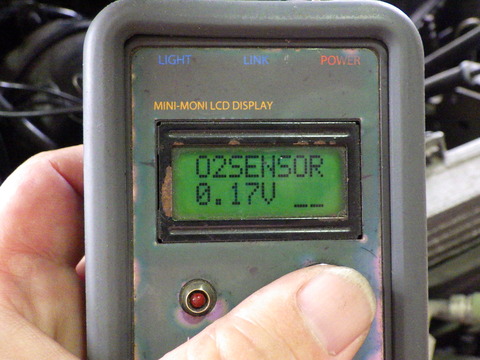 LIGHT LINK POWER
MINI-MONI LCD DISPLAY
O2SENSOR
0.17V __